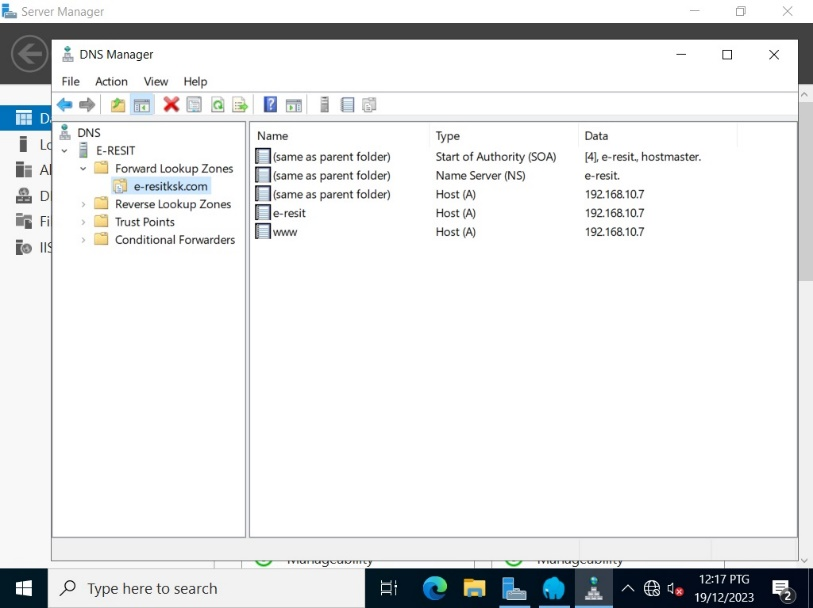 Server Manager
DNS Manager
File Action View Help
DNS
E-RESIT
Forward Lookup Zones
e-resitksk.com
Reverse Lookup Zones
Trust Points
Conditional Forwarders
Name Type Data
(same as parent folder) Start of Authority (SOA) [4], e-resit., hostmaster.
(same as parent folder) Name Server (NS) e-resit.
(same as parent folder) Host (A) 192.168.10.7
e-resit Host (A) 192.168.10.7
www Host (A) 192.168.10.7
D
Lo
Al
D
Fi
IIS
Manageability Manageability
Type here to search
12:17 PTG
19/12/2023
2